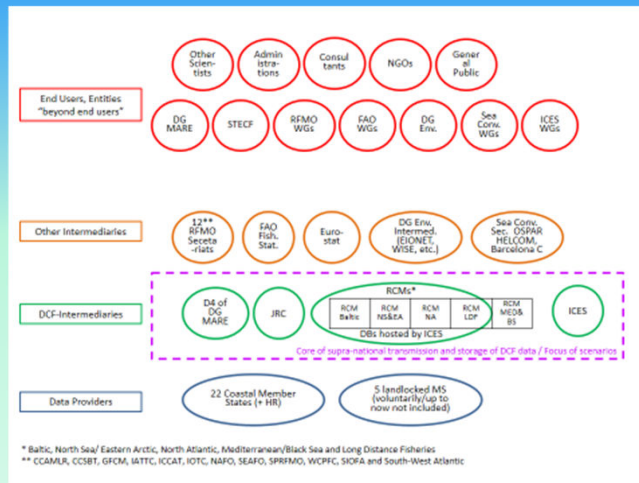 Other
Scien-
tists
Admin
istra-
tions
Consul
tants
NGOs
Gener
al
Public
End Users, Entities
"beyond end users"
DG
MARE
STECF
RFMO
WGs
FAO
WGs
DG
Env.
Sea
Conv.
WGs
ICES
WGs
Other Intermediaries
12**
RFMO
Seceta
-riats
FAO
Fish.
Stat.
Euro-
stat
DG Env.
Intermed.
(EIONET,
WISE, etc.)
Sea Conv.
Sec. OSPAR
HELCOM,
Barcelona C
DCF-Intermediaries
D4 of
DG
MARE
JRC
RCMs*
RCM
Baltic
RCM
NS&EA
RCM
NA
RCM
LDF
RCM
MED&
BS
DBs hosted by ICES
ICES
Core of supra-national transmission and storage of DCF data / Focus of scenarios
Data Providers
22 Coastal Member
States (+ HR)
5 landlocked MS
(voluntarily/up to
now not included)
* Baltic, North Sea/ Eastern Arctic, North Atlantic, Mediterranean/Black Sea and Long Distance Fisheries
** CCAMLR, CCSBT, GFCM, IATTC, ICCAT, IOTC, NAFO, SEAFO, SPRFMO, WCPFC, SIOFA and South-West Atlantic